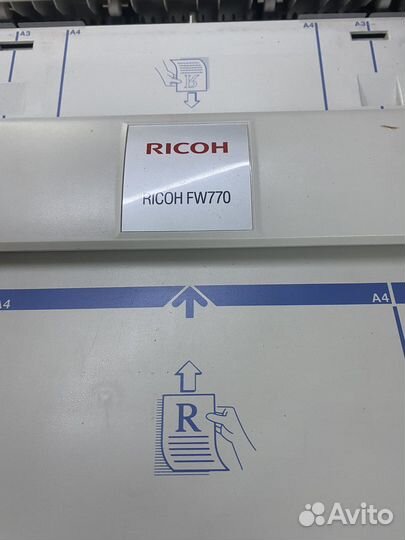 A3 A4 A4 A3
R
RICOH
RICOH FW770
A4 A4
R
Avito